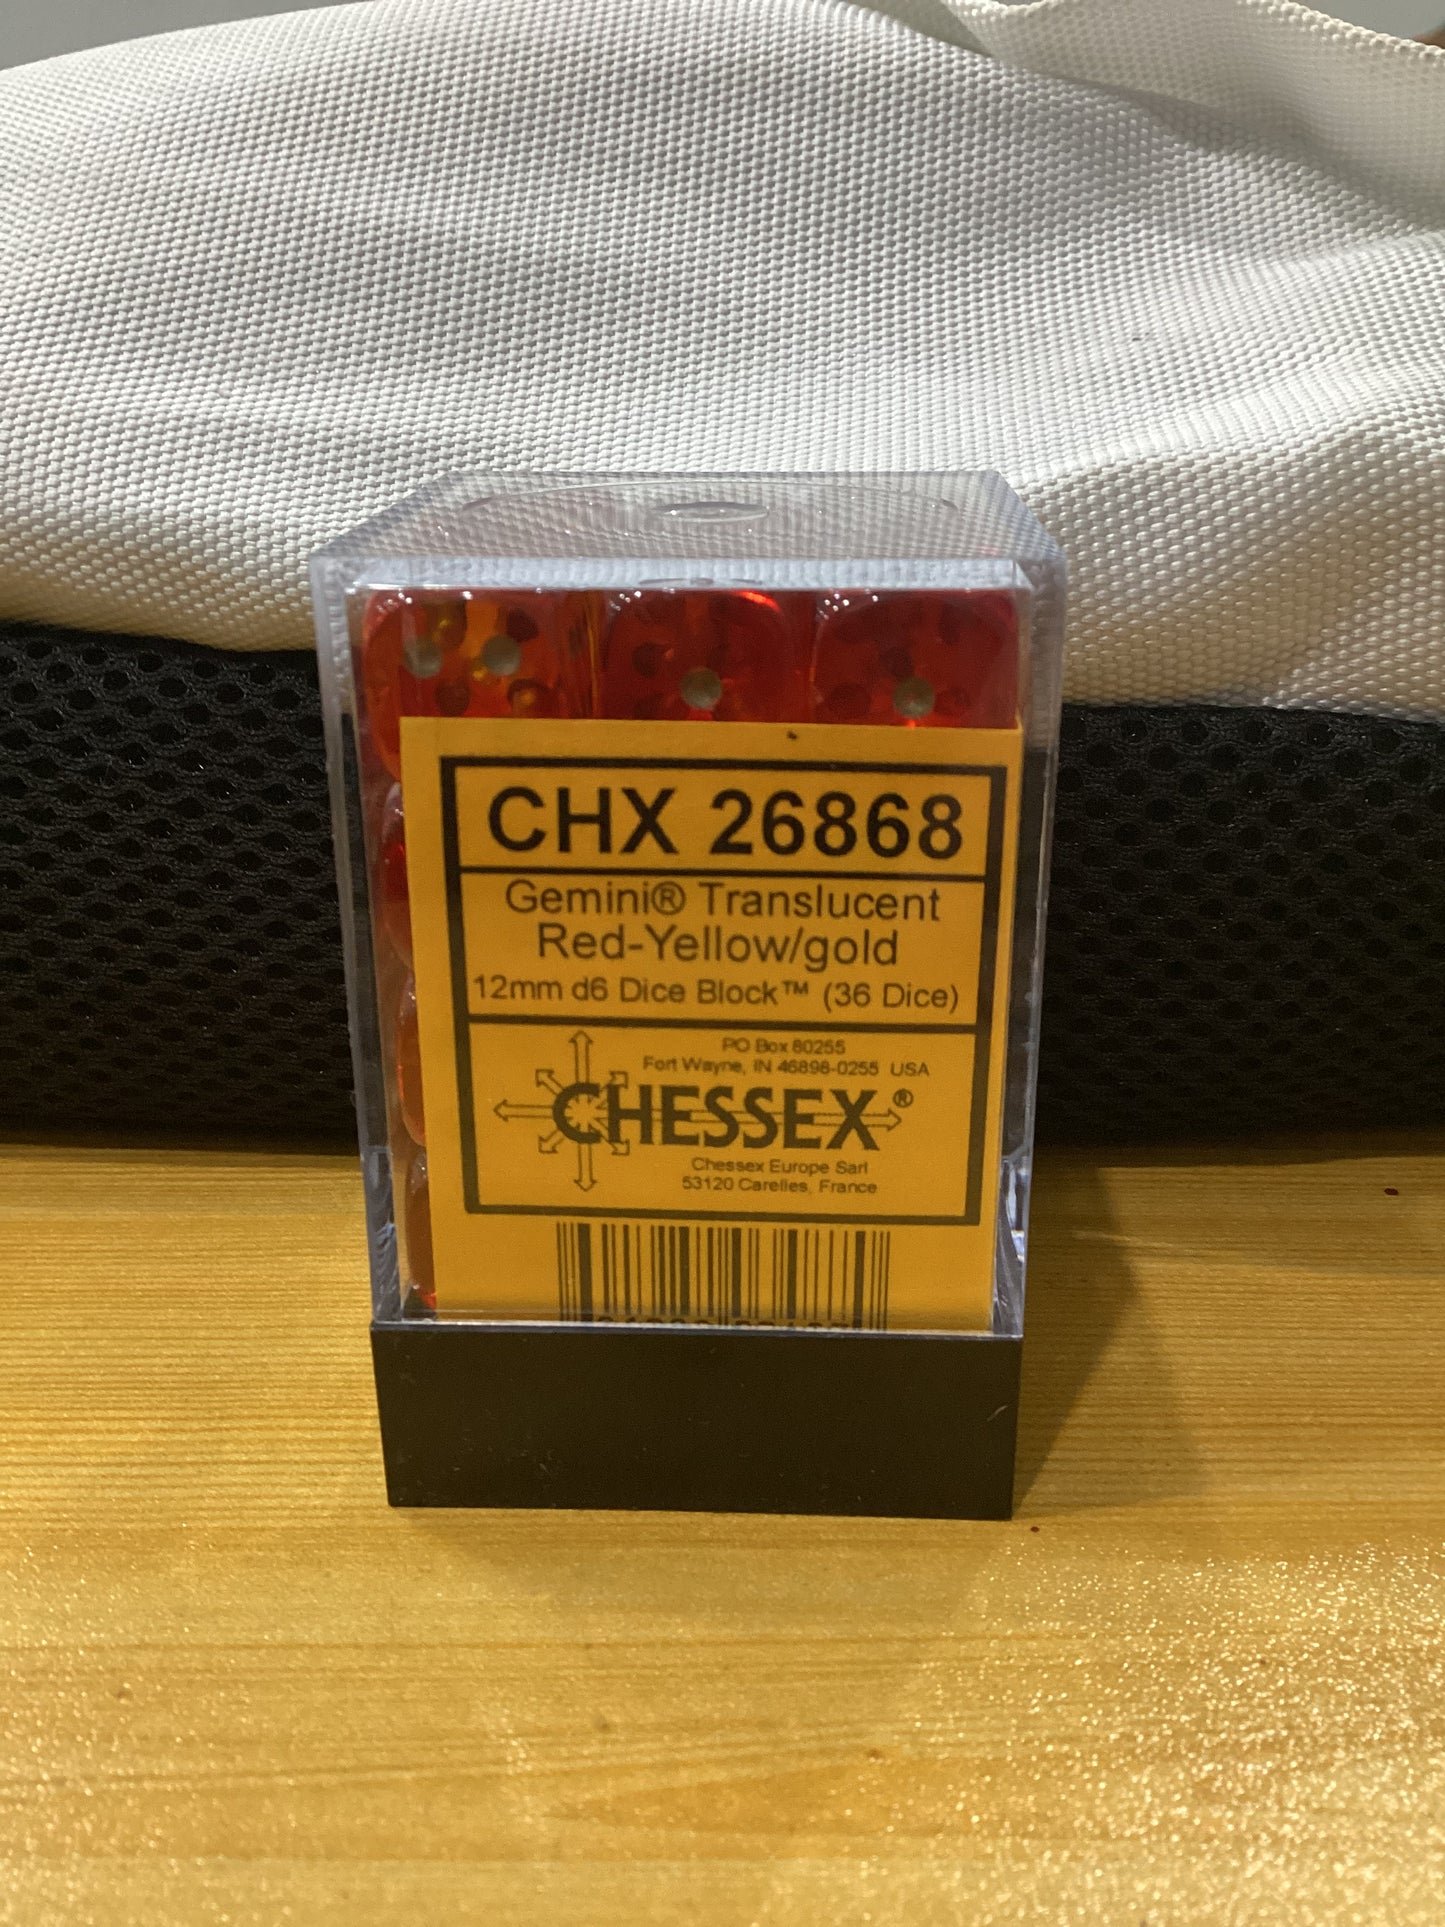 CHX 26868
Gemini® Translucent
Red-Yellow/gold
12mm d6 Dice Block™ (36 Dice)
PO Box 80255
Fort Wayne, IN 46898-0255 USA
CHESSEX®
Chessex Europe Sarl
53120 Carelles, France